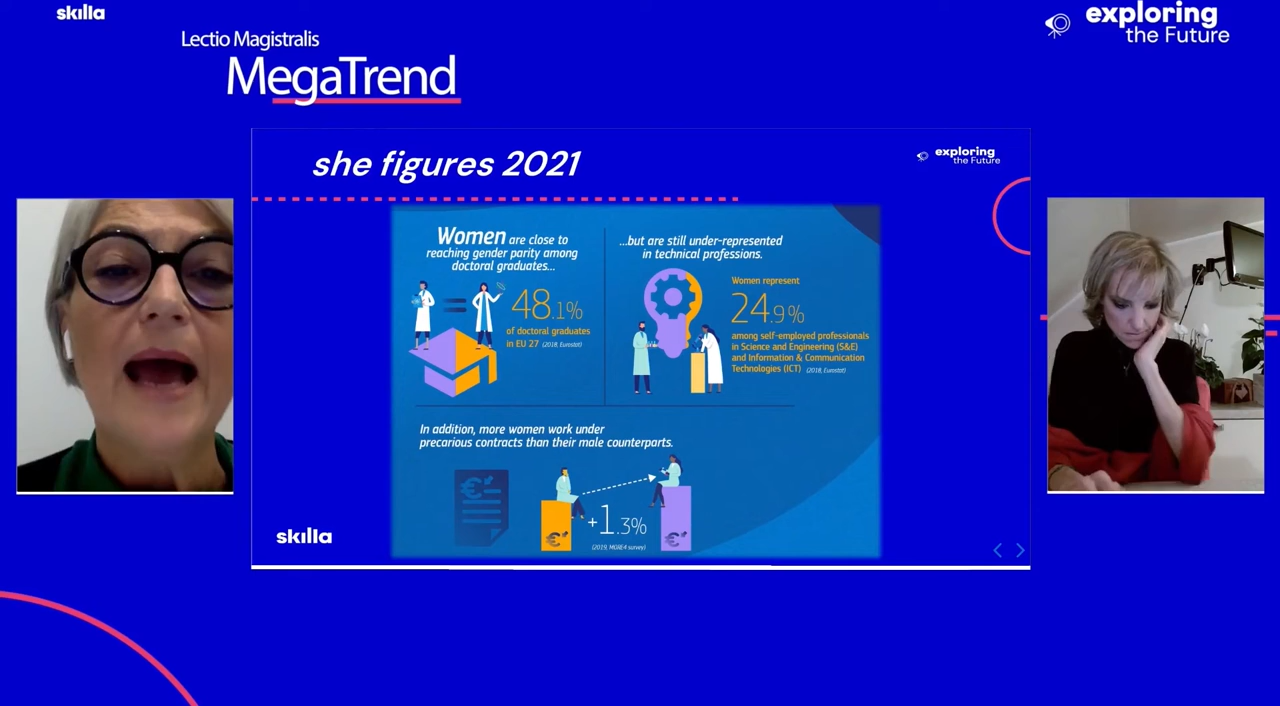 skilla
Lectio Magistralis
MegaTrend
exploring
the Future
she figures 2021
exploring
the Future
Women are close to
reaching gender parity among
doctoral graduates...
48.1%
of doctoral graduates
in EU 27 (2018, Eurostat)
...but are still under-represented
in technical professions.
Women represent
24.9%
among self-employed professionals
in Science and Engineering (S&E)
and Information & Communication
Technologies (ICT) (2018, Eurostat)
In addition, more women work under
precarious contracts than their male counterparts.
+1.3%
(2019, MORE4 survey)
skilla